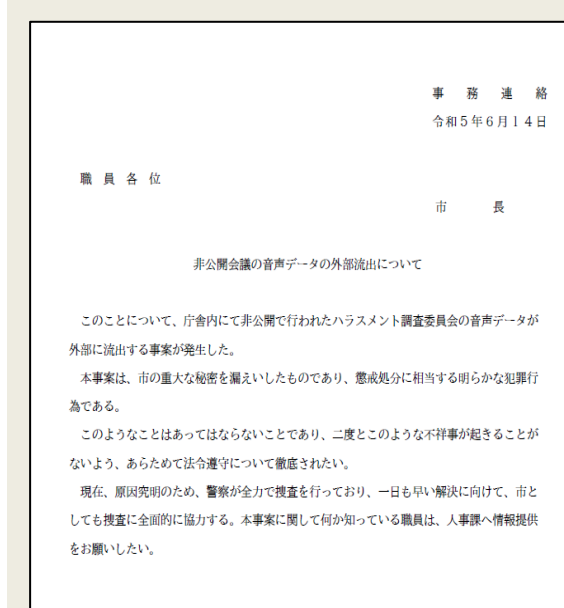 事　務　連　絡
令和５年６月１４日
職　員　各　位
市　　　長
非公開会議の音声データの外部流出について
このことについて、庁舎内にて非公開で行われたハラスメント調査委員会の音声データが
外部に流出する事案が発生した。
本事案は、市の重大な秘密を漏えいしたものであり、懲戒処分に相当する明らかな犯罪行
為である。
このようなことはあってはならないことであり、二度とこのような不祥事が起きることが
ないよう、あらためて法令遵守について徹底されたい。
現在、原因究明のため、警察が全力で捜査を行っており、一日も早い解決に向けて、市と
しても捜査に全面的に協力する。本事案に関して何か知っている職員は、人事課へ情報提供
をお願いしたい。